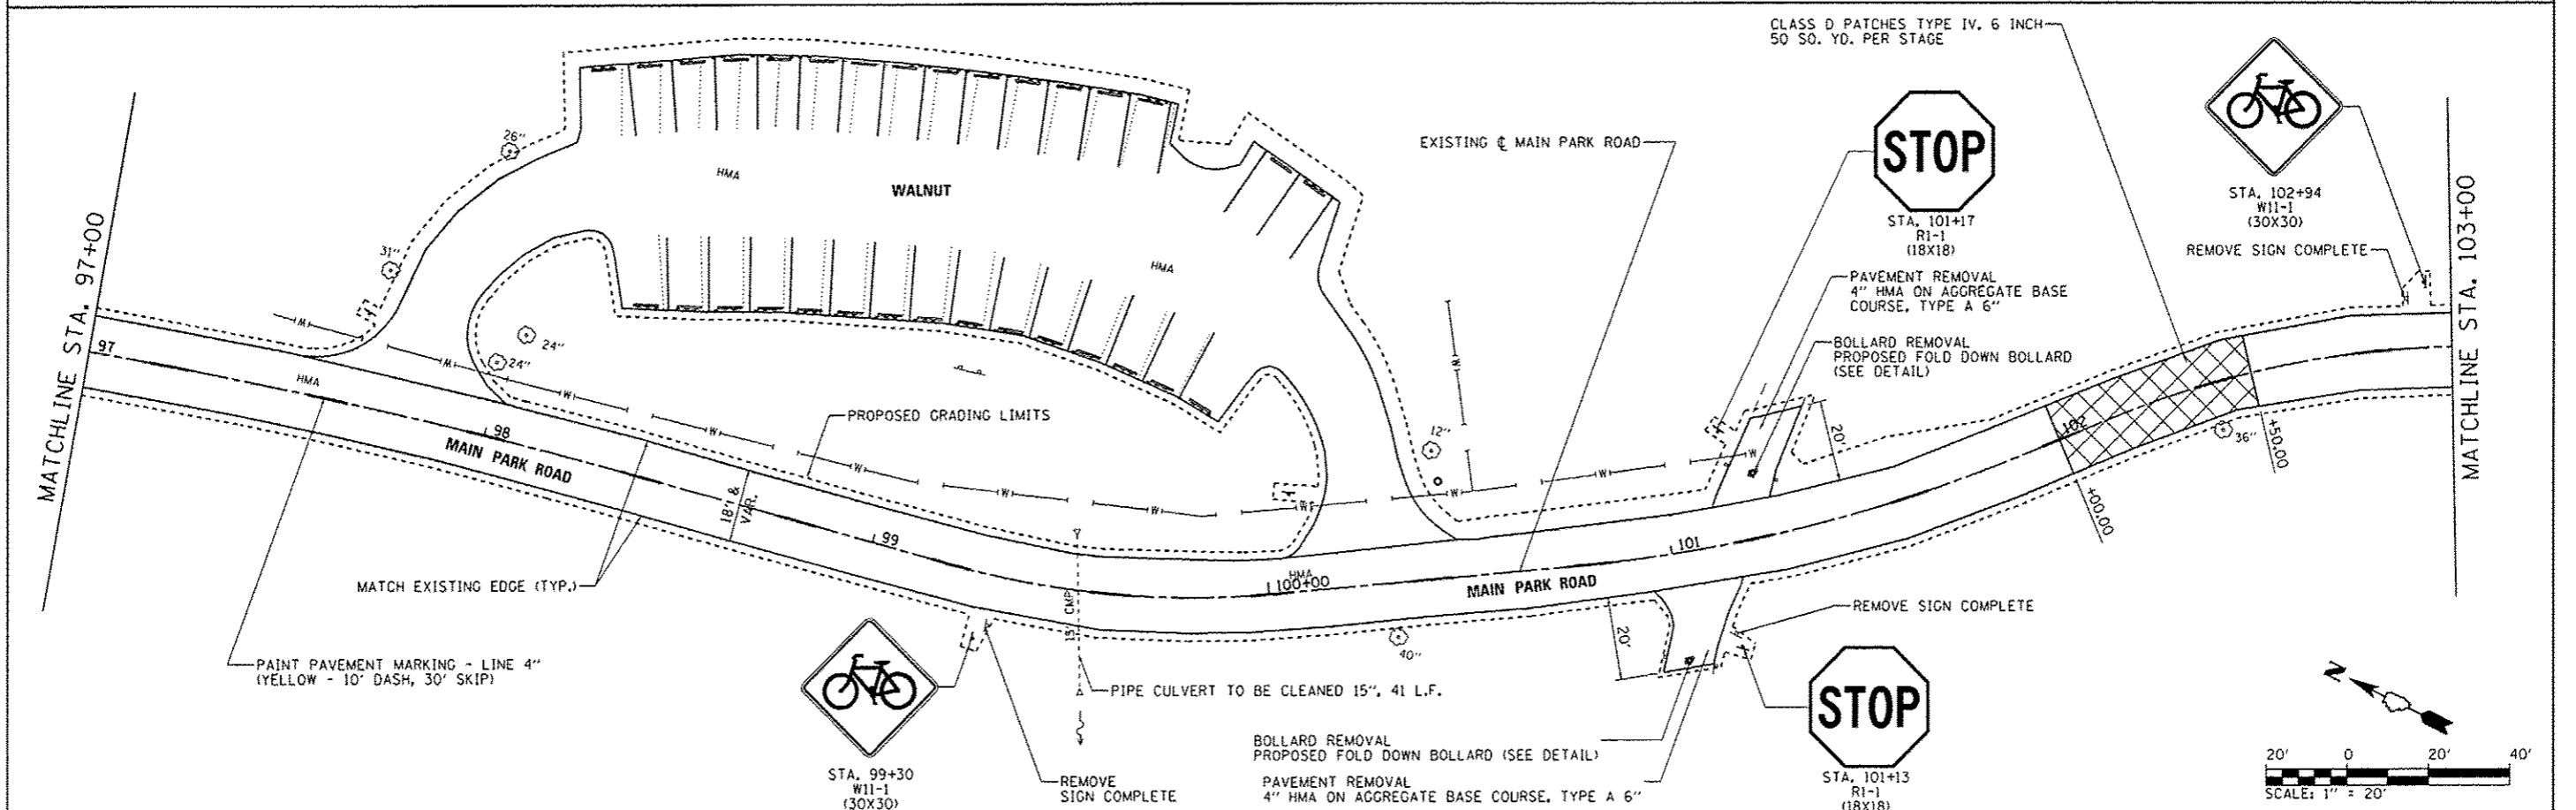 CLASS D PATCHES TYPE IV, 6 INCH
50 SQ. YD. PER STAGE
STOP
STA. 101+17
R1-1
(18X18)
STA. 102+94
W11-1
(30X30)
REMOVE SIGN COMPLETE
EXISTING ℄ MAIN PARK ROAD
PAVEMENT REMOVAL
4" HMA ON AGGREGATE BASE
COURSE, TYPE A 6"
BOLLARD REMOVAL
PROPOSED FOLD DOWN BOLLARD
(SEE DETAIL)
MATCHLINE STA. 97+00
MATCHLINE STA. 103+00
26"
31"
24"
24"
HMA
WALNUT
HMA
12"
97
HMA
W
W
W
W
W
W
W
W
W
W
W
W
98
MAIN PARK ROAD
18'± &
VAR.
PROPOSED GRADING LIMITS
99
20'
102
36"
+50.00
+00.00
101
HMA
100+00
MAIN PARK ROAD
MATCH EXISTING EDGE (TYP.)
15" CMP
40"
20'
REMOVE SIGN COMPLETE
PAINT PAVEMENT MARKING - LINE 4"
(YELLOW - 10' DASH, 30' SKIP)
PIPE CULVERT TO BE CLEANED 15", 41 L.F.
STA. 99+30
W11-1
(30X30)
REMOVE
SIGN COMPLETE
BOLLARD REMOVAL
PROPOSED FOLD DOWN BOLLARD (SEE DETAIL)
PAVEMENT REMOVAL
4" HMA ON AGGREGATE BASE COURSE, TYPE A 6"
STOP
STA. 101+13
R1-1
(18X18)
N
20' 0 20' 40'
SCALE: 1" = 20'